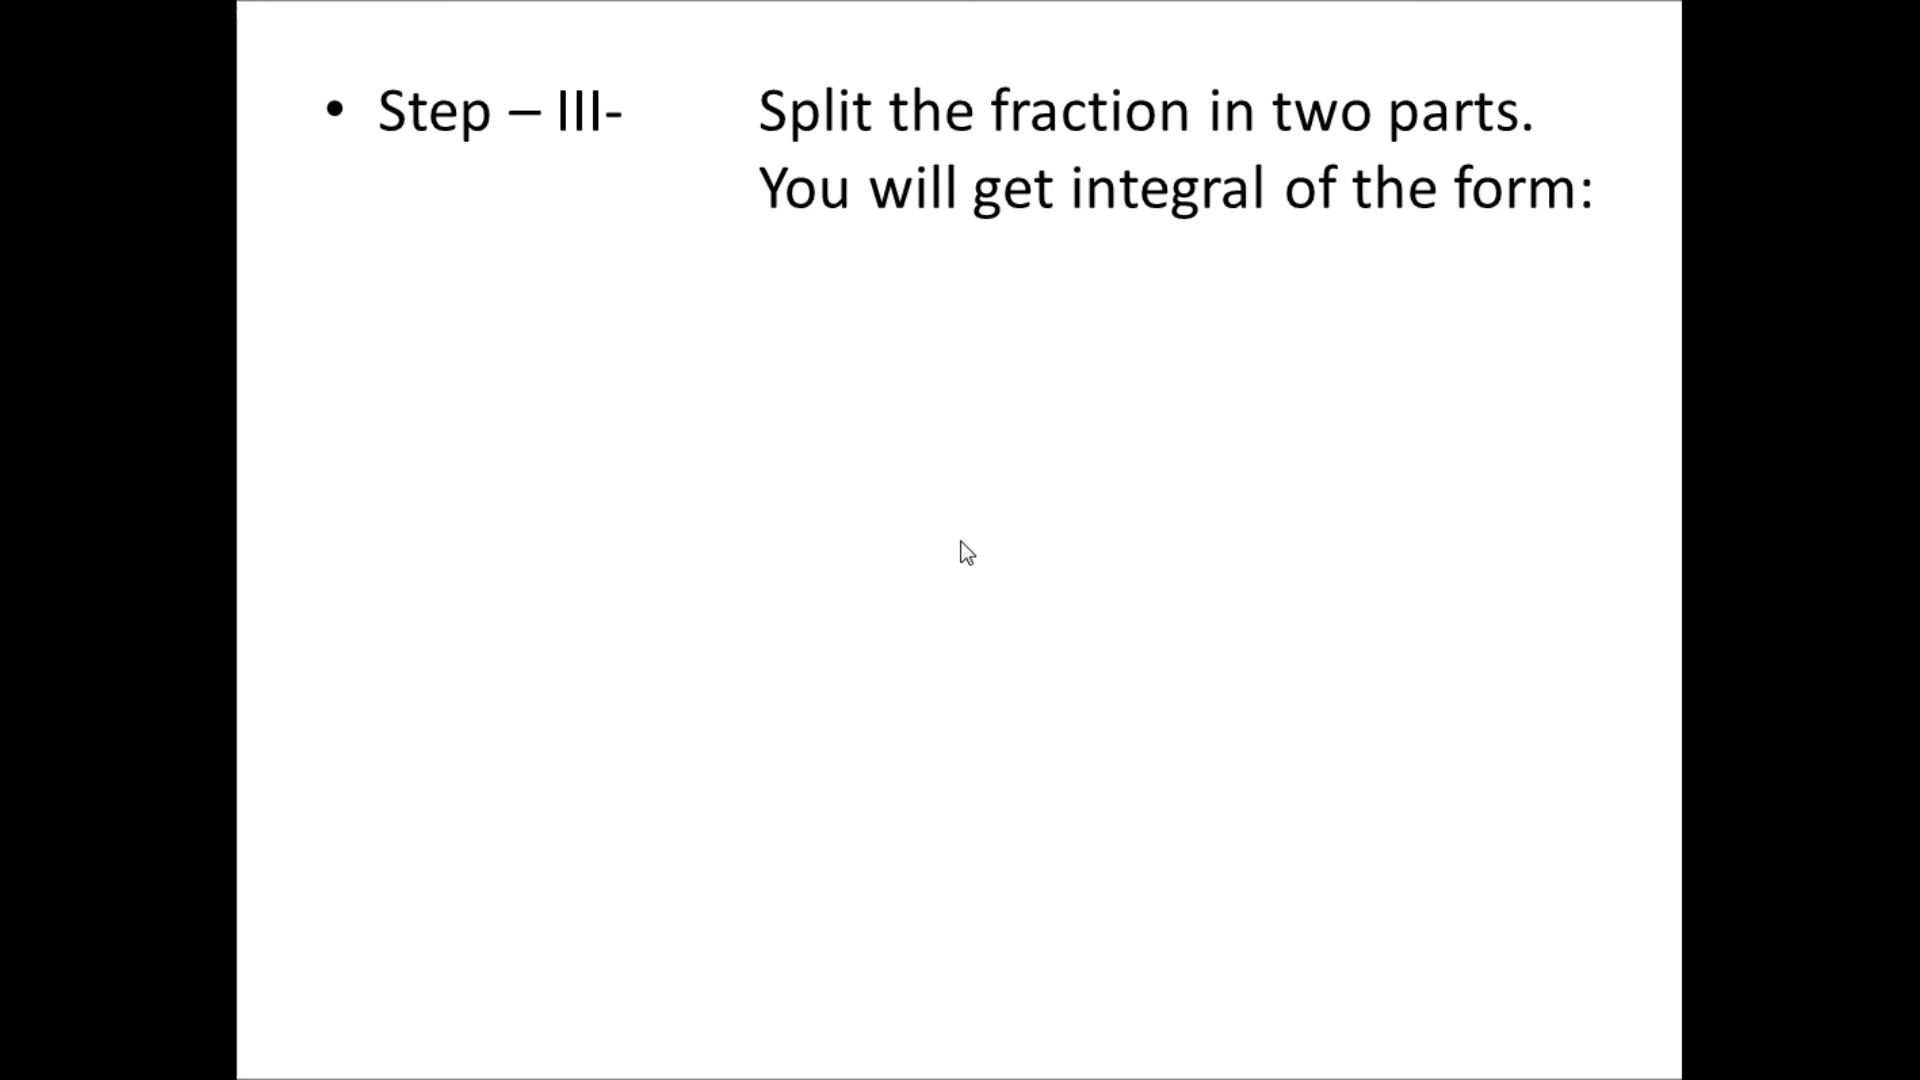 • Step – III- Split the fraction in two parts.
You will get integral of the form: